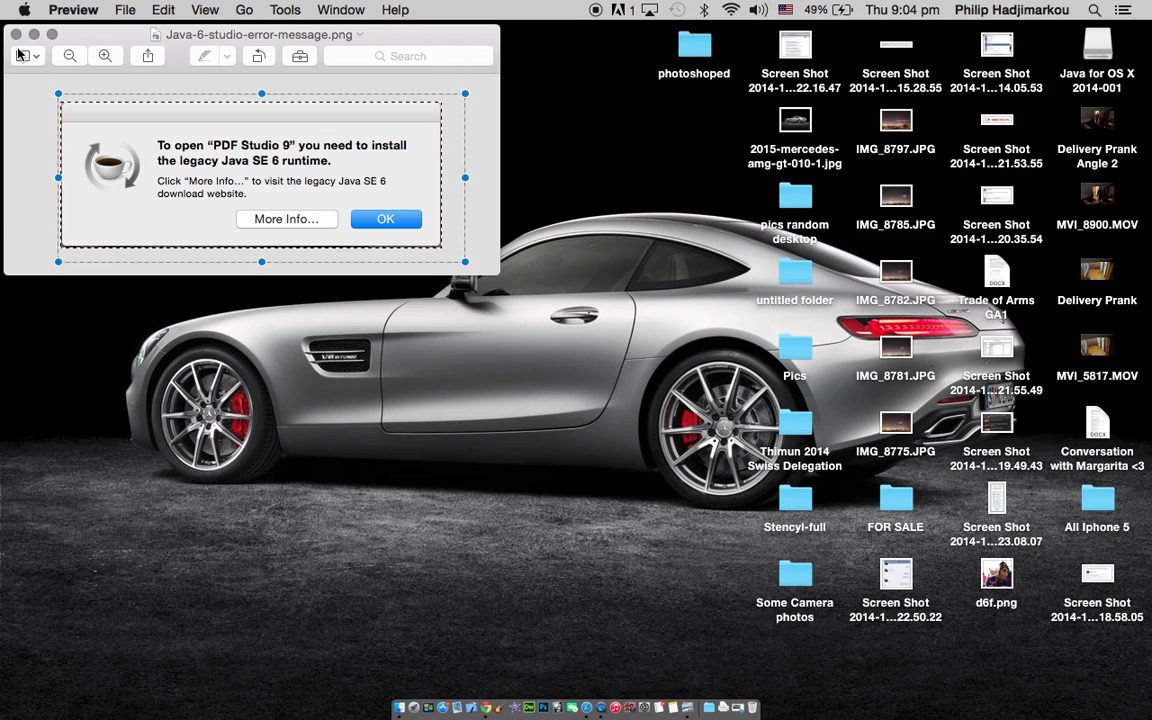 Preview File Edit View Go Tools Window Help 1 49% Thu 9:04 pm Philip Hadjimarkou
Java-6-studio-error-message.png
Search
To open “PDF Studio 9” you need to install
the legacy Java SE 6 runtime.
Click “More Info...” to visit the legacy Java SE 6
download website.
More Info...
OK
photoshoped
Screen Shot
2014-1...22.16.47
Screen Shot
2014-1...15.28.55
Screen Shot
2014-1...14.05.53
Java for OS X
2014-001
2015-mercedes-
amg-gt-010-1.jpg
IMG_8797.JPG
Screen Shot
2014-1...21.53.55
Delivery Prank
Angle 2
pics random
desktop
IMG_8785.JPG
Screen Shot
2014-1...20.35.54
MVI_8900.MOV
untitled folder
IMG_8782.JPG
DOCX
Trade of Arms
GA1
Delivery Prank
Pics
IMG_8781.JPG
Screen Shot
2014-1...21.55.49
MVI_5817.MOV
Thimun 2014
Swiss Delegation
IMG_8775.JPG
Screen Shot
2014-1...19.49.43
DOCX
Conversation
with Margarita <3
Stencyl-full
FOR SALE
Screen Shot
2014-1...23.08.07
All Iphone 5
Some Camera
photos
Screen Shot
2014-1...22.50.22
d6f.png
Screen Shot
2014-1...18.58.05
V8 BITURBO
Dw